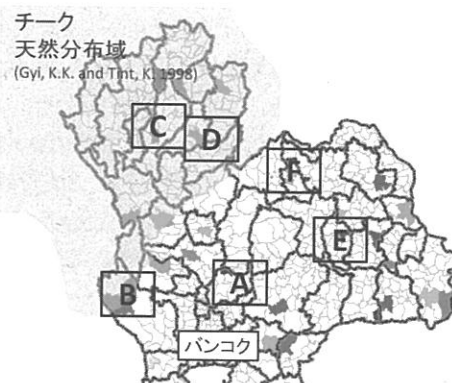 チーク
天然分布域
(Gyi, K.K. and Tint, K. 1998)
C
D
F
E
B
A
バンコク